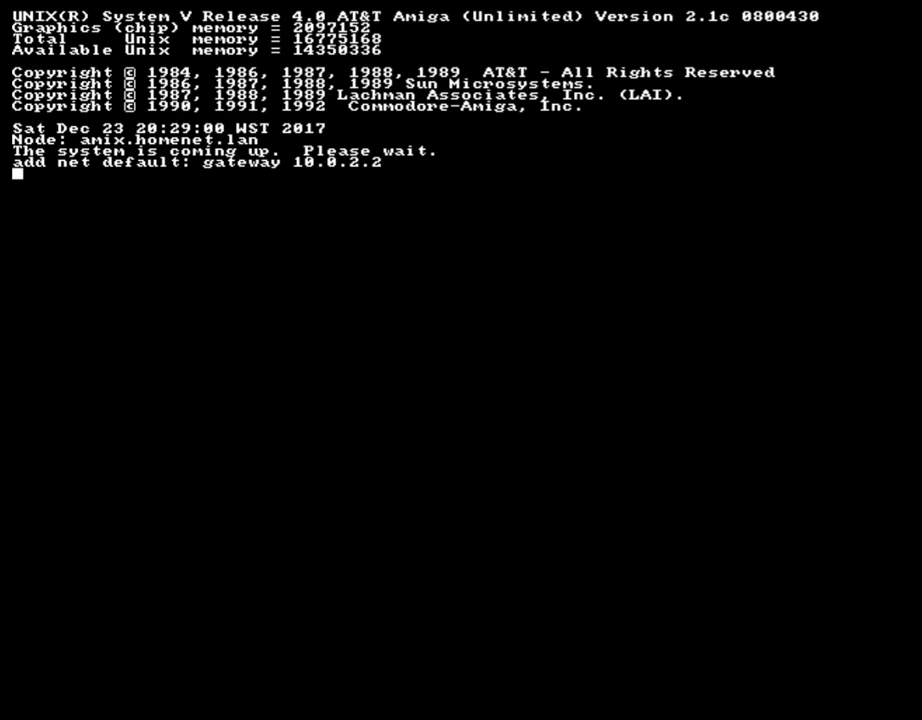 UNIX(R) System V Release 4.0 AT&T Amiga (Unlimited) Version 2.1c 0800430
Graphics (chip) memory = 2097152
Total      Unix  memory = 16775168
Available Unix  memory = 14350336
Copyright © 1984, 1986, 1987, 1988, 1989  AT&T - All Rights Reserved
Copyright © 1986, 1987, 1988, 1989 Sun Microsystems.
Copyright © 1987, 1988, 1989 Lachman Associates, Inc. (LAI).
Copyright © 1990, 1991, 1992  Commodore-Amiga, Inc.
Sat Dec 23 20:29:00 WST 2017
Node: amix.homenet.lan
The system is coming up.  Please wait.
add net default: gateway 10.0.2.2